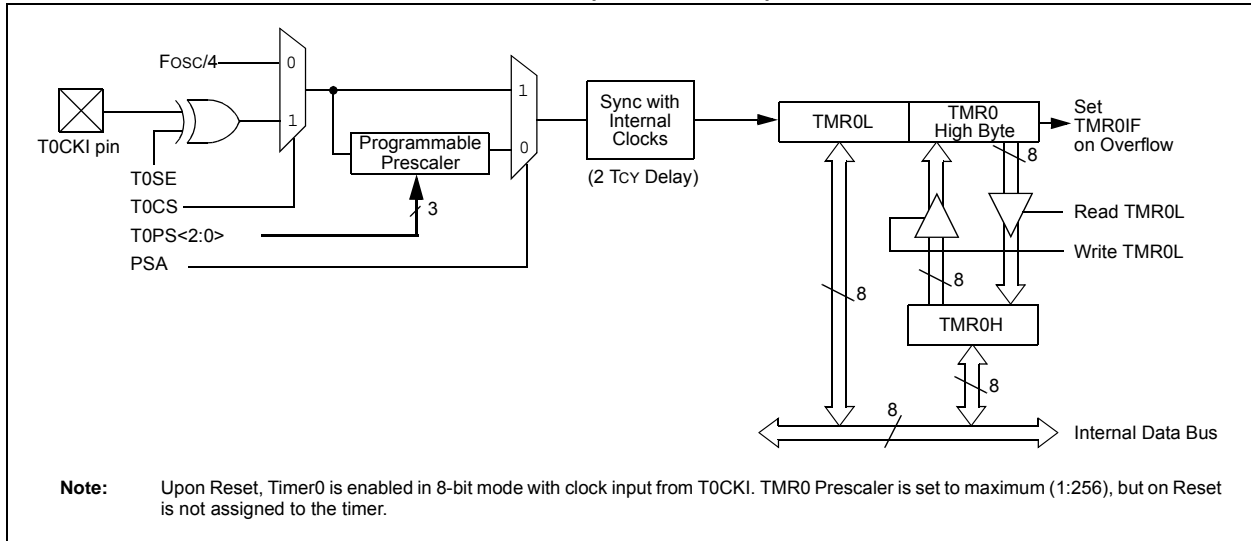 FOSC/4
0
1
T0CKI pin
T0SE
T0CS
T0PS<2:0>
PSA
Programmable
Prescaler
3
1
0
Sync with
Internal
Clocks
(2 TCY Delay)
TMR0L
TMR0
High Byte
Set
TMR0IF
on Overflow
8
Read TMR0L
Write TMR0L
8
8
TMR0H
8
8
Internal Data Bus
Note: Upon Reset, Timer0 is enabled in 8-bit mode with clock input from T0CKI. TMR0 Prescaler is set to maximum (1:256), but on Reset
is not assigned to the timer.